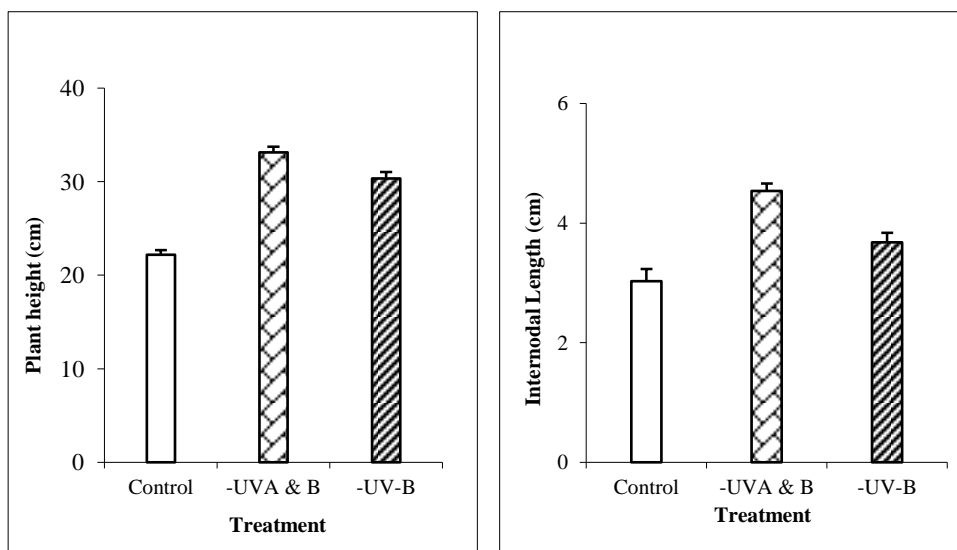 Plant height (cm)
40
30
20
10
0
Control
-UVA & B
-UV-B
Treatment
Internodal Length (cm)
6
4
2
0
Control
-UVA & B
-UV-B
Treatment